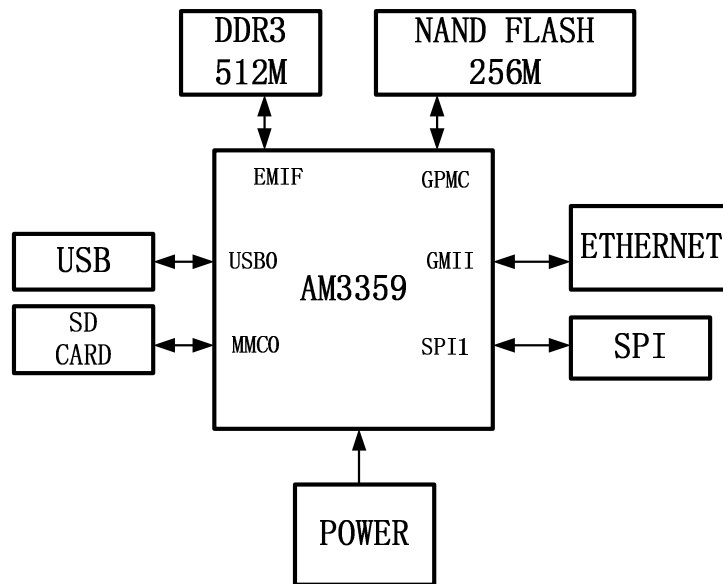 DDR3
512M
NAND FLASH
256M
EMIF
GPMC
USB
USB0
GMII
ETHERNET
AM3359
SD
CARD
MMC0
SPI1
SPI
POWER